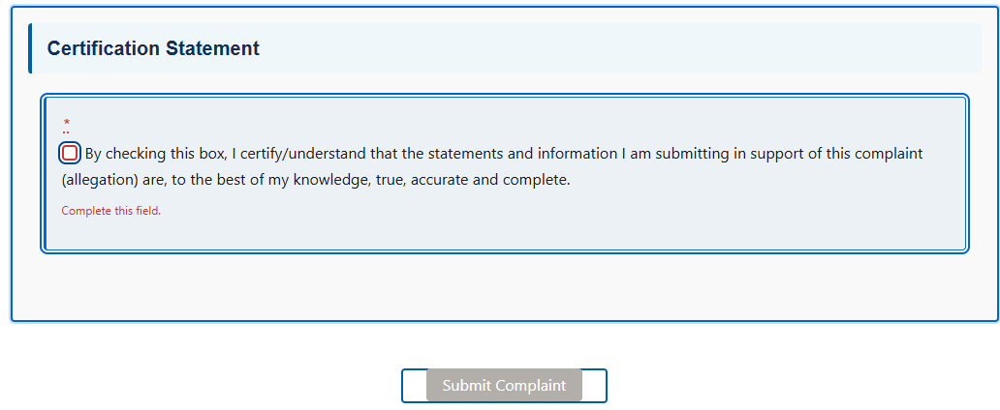 Certification Statement
*
By checking this box, I certify/understand that the statements and information I am submitting in support of this complaint
(allegation) are, to the best of my knowledge, true, accurate and complete.
Complete this field.
Submit Complaint